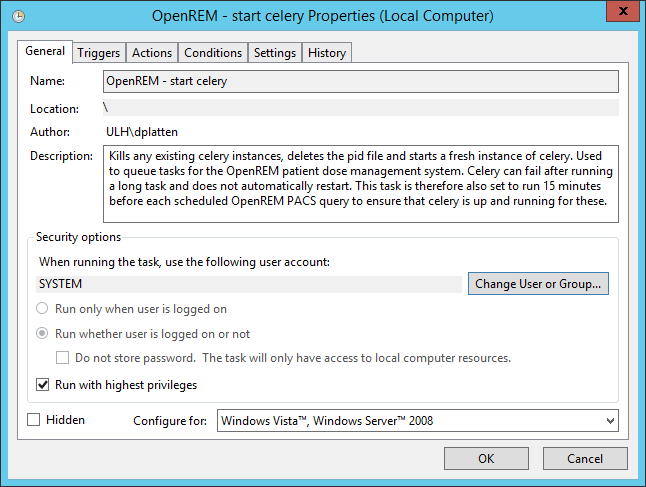 OpenREM - start celery Properties (Local Computer)
x
General Triggers Actions Conditions Settings History
Name: OpenREM - start celery
Location: \
Author: ULH\dplatten
Description: Kills any existing celery instances, deletes the pid file and starts a fresh instance of celery. Used
to queue tasks for the OpenREM patient dose management system. Celery can fail after running
a long task and does not automatically restart. This task is therefore also set to run 15 minutes
before each scheduled OpenREM PACS query to ensure that celery is up and running for these.
Security options
When running the task, use the following user account:
SYSTEM Change User or Group...
Run only when user is logged on
Run whether user is logged on or not
Do not store password. The task will only have access to local computer resources.
Run with highest privileges
Hidden Configure for: Windows Vista™, Windows Server™ 2008
OK Cancel